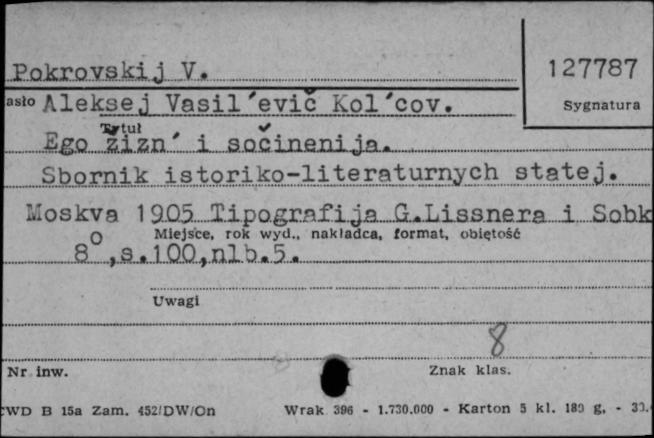 Pokrovskij V.
127787
asło Aleksej Vasil´evič Kol´cov.
Sygnatura
Tytuł
Ego žizn´ i sočinenija.
Sbornik istoriko-literaturnych statej.
Moskva 1905 Tipografija G.Lissnera i Sobk
Miejsce, rok wyd., nakładca, format, objętość
8°,s.100,nlb.5.
Uwagi
8
Nr inw.
Znak klas.
CWD B 15a Zam. 452/DW/On
Wrak 396 - 1.730.000 - Karton 5 kl. 180 g. - 30.